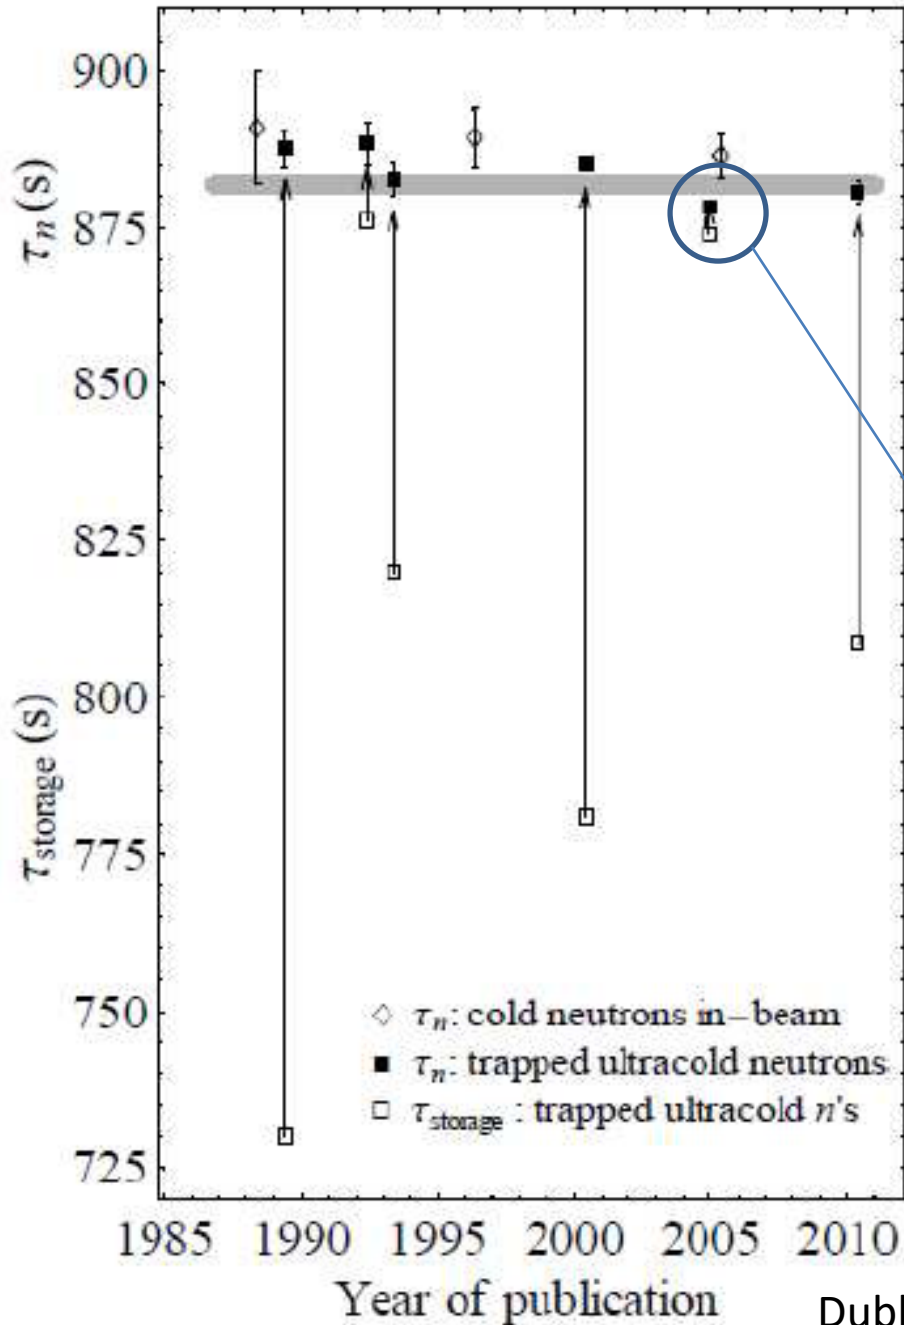 τn (s)
900
875
850
825
800
775
750
725
τstorage (s)
τn: cold neutrons in−beam
τn: trapped ultracold neutrons
τstorage : trapped ultracold n's
1985 1990 1995 2000 2005 2010
Year of publication
Dubb